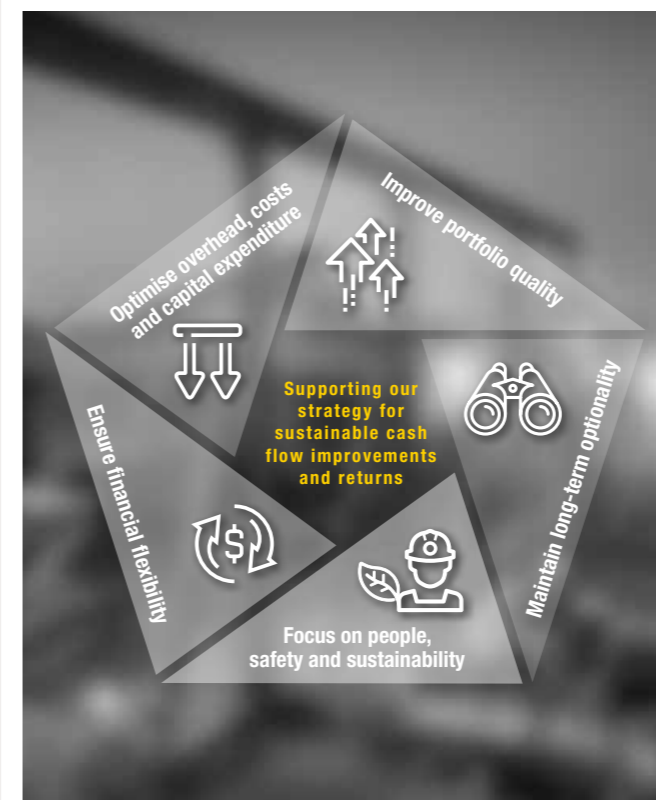 Optimise overhead, costs
and capital expenditure
Improve portfolio quality
Supporting our
strategy for
sustainable cash
flow improvements
and returns
Maintain long-term optionality
Ensure financial flexibility
$
Focus on people,
safety and sustainability